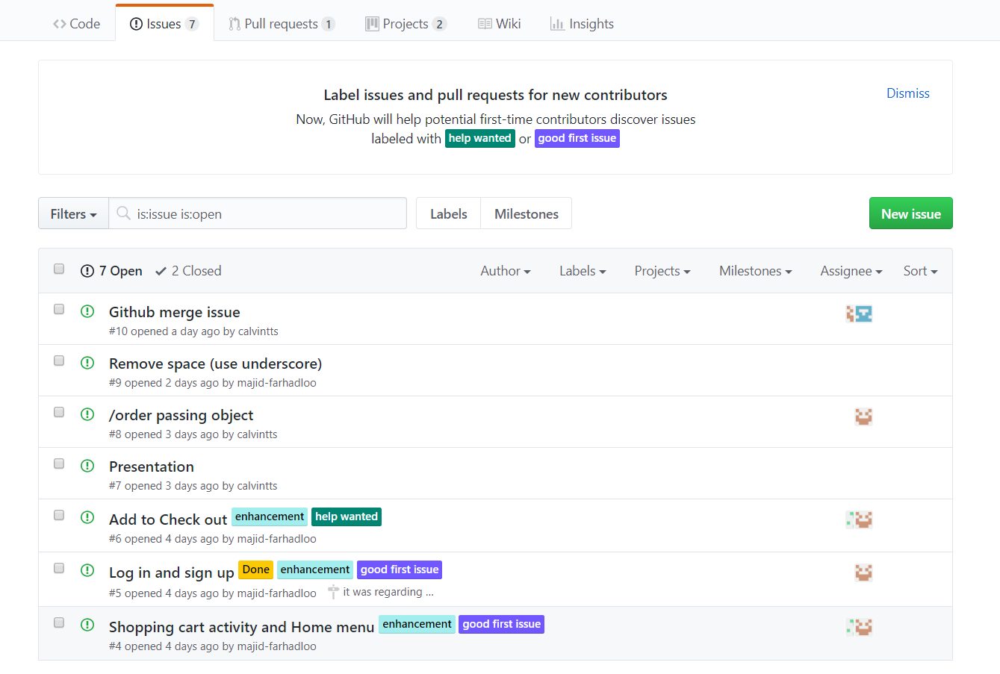 Code Issues 7 Pull requests 1 Projects 2 Wiki Insights
Label issues and pull requests for new contributors
Dismiss
Now, GitHub will help potential first-time contributors discover issues
labeled with help wanted or good first issue
Filters is:issue is:open Labels Milestones New issue
7 Open 2 Closed Author Labels Projects Milestones Assignee Sort
Github merge issue
#10 opened a day ago by calvintts
Remove space (use underscore)
#9 opened 2 days ago by majid-farhadloo
/order passing object
#8 opened 3 days ago by calvintts
Presentation
#7 opened 3 days ago by calvintts
Add to Check out enhancement help wanted
#6 opened 4 days ago by majid-farhadloo
Log in and sign up Done enhancement good first issue
#5 opened 4 days ago by majid-farhadloo it was regarding ...
Shopping cart activity and Home menu enhancement good first issue
#4 opened 4 days ago by majid-farhadloo